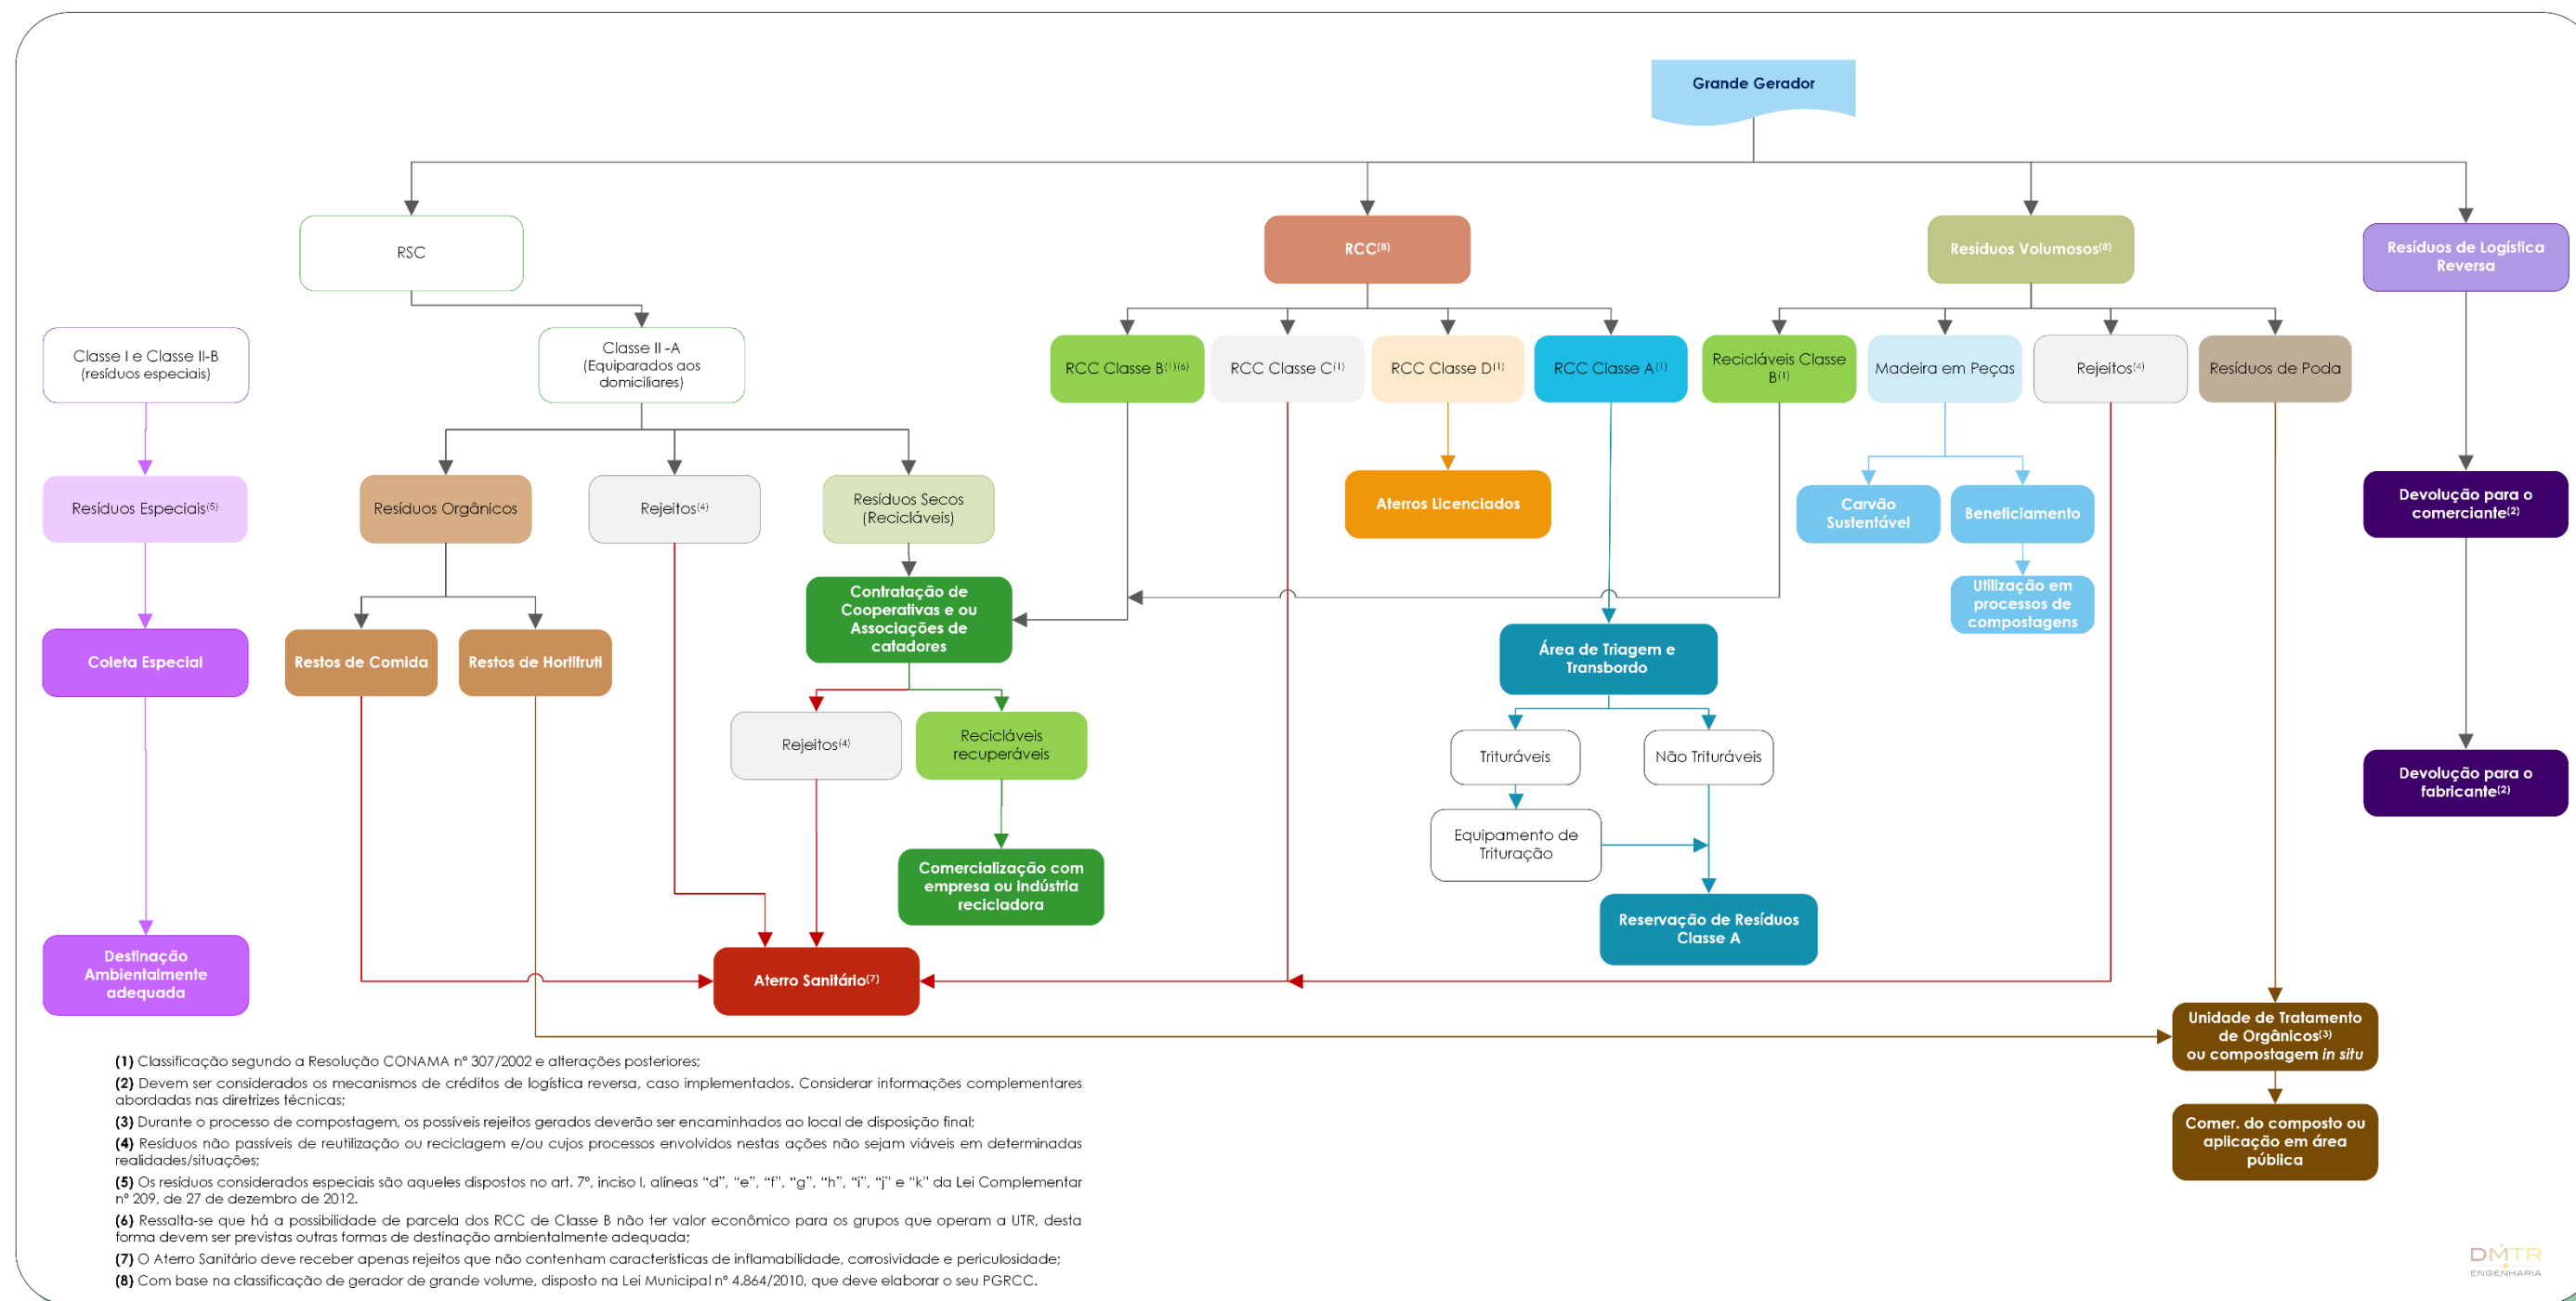 Grande Gerador
RSC
RCC(8)
Resíduos Volumosos(8)
Resíduos de Logística
Reversa
Classe I e Classe II-B
(resíduos especiais)
Classe II -A
(Equiparados aos
domiciliares)
RCC Classe B(1)(6)
RCC Classe C(1)
RCC Classe D(1)
RCC Classe A(1)
Recicláveis Classe
B(1)
Madeira em Peças
Rejeitos(4)
Resíduos de Poda
Resíduos Especiais(5)
Resíduos Orgânicos
Rejeitos(4)
Resíduos Secos
(Recicláveis)
Aterros Licenciados
Carvão
Sustentável
Beneficiamento
Devolução para o
comerciante(2)
Contratação de
Cooperativas e ou
Associações de
catadores
Utilização em
processos de
compostagens
Coleta Especial
Restos de Comida
Restos de Hortifruti
Área de Triagem e
Transbordo
Rejeitos(4)
Recicláveis
recuperáveis
Trituráveis
Não Trituráveis
Devolução para o
fabricante(2)
Equipamento de
Trituração
Comercialização com
empresa ou indústria
recicladora
Reservação de Resíduos
Classe A
Destinação
Ambientalmente
adequada
Aterro Sanitário(7)
Unidade de Tratamento
de Orgânicos(3)
ou compostagem in situ
Comer. do composto ou
aplicação em área
pública
(1) Classificação segundo a Resolução CONAMA nº 307/2002 e alterações posteriores;
(2) Devem ser considerados os mecanismos de créditos de logística reversa, caso implementados. Considerar informações complementares
abordadas nas diretrizes técnicas;
(3) Durante o processo de compostagem, os possíveis rejeitos gerados deverão ser encaminhados ao local de disposição final;
(4) Resíduos não passíveis de reutilização ou reciclagem e/ou cujos processos envolvidos nestas ações não sejam viáveis em determinadas
realidades/situações;
(5) Os resíduos considerados especiais são aqueles dispostos no art. 7º, inciso I, alíneas “d”, “e”, “f”, “g”, “h”, “i”, “j” e “k” da Lei Complementar
nº 209, de 27 de dezembro de 2012.
(6) Ressalta-se que há a possibilidade de parcela dos RCC de Classe B não ter valor econômico para os grupos que operam a UTR, desta
forma devem ser previstas outras formas de destinação ambientalmente adequada;
(7) O Aterro Sanitário deve receber apenas rejeitos que não contenham características de inflamabilidade, corrosividade e periculosidade;
(8) Com base na classificação de gerador de grande volume, disposto na Lei Municipal nº 4.864/2010, que deve elaborar o seu PGRCC.
DMTR
ENGENHARIA